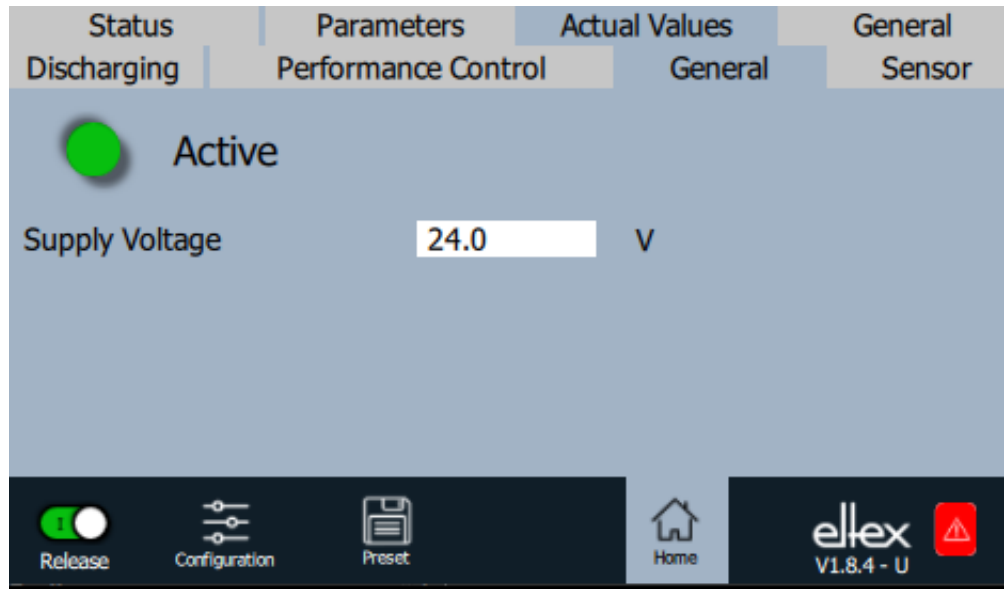 Status Parameters Actual Values General
Discharging Performance Control General Sensor
Active
Supply Voltage 24.0 V
I
Release Configuration Preset Home eltex
V1.8.4 - U